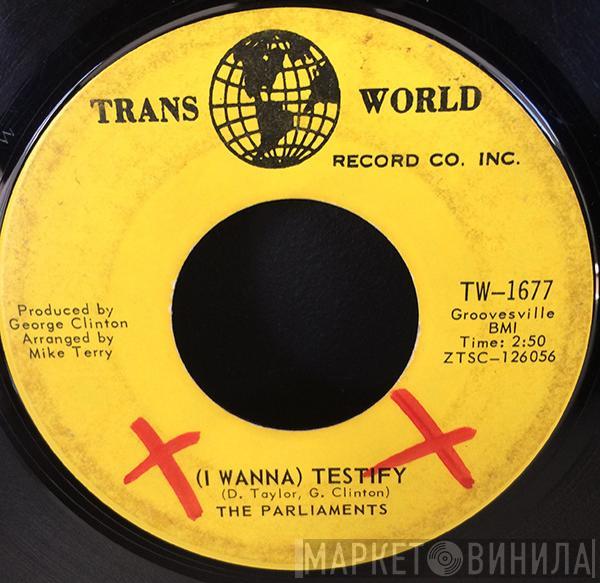 TRANS WORLD
RECORD CO. INC.
TW-1677
Groovesville
BMI
Time: 2:50
ZTSC-126056
Produced by
George Clinton
Arranged by
Mike Terry
(I WANNA) TESTIFY
(D. Taylor, G. Clinton)
THE PARLIAMENTS
МАРКЕТ ВИНИЛА